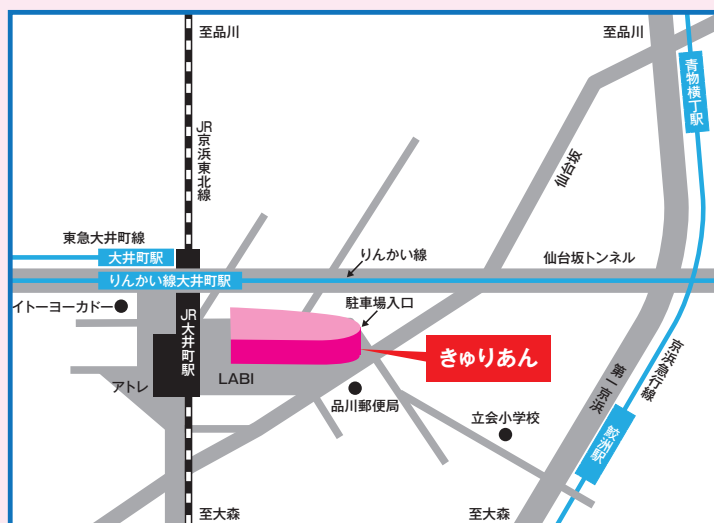 至品川
至品川
青物横丁駅
JR京浜東北線
仙台坂
東急大井町線
大井町駅
りんかい線
仙台坂トンネル
りんかい線大井町駅
イトーヨーカドー
駐車場入口
JR大井町駅
きゅりあん
京浜急行線
第一京浜
アトレ
LABI
品川郵便局
立会小学校
鮫洲駅
至大森
至大森